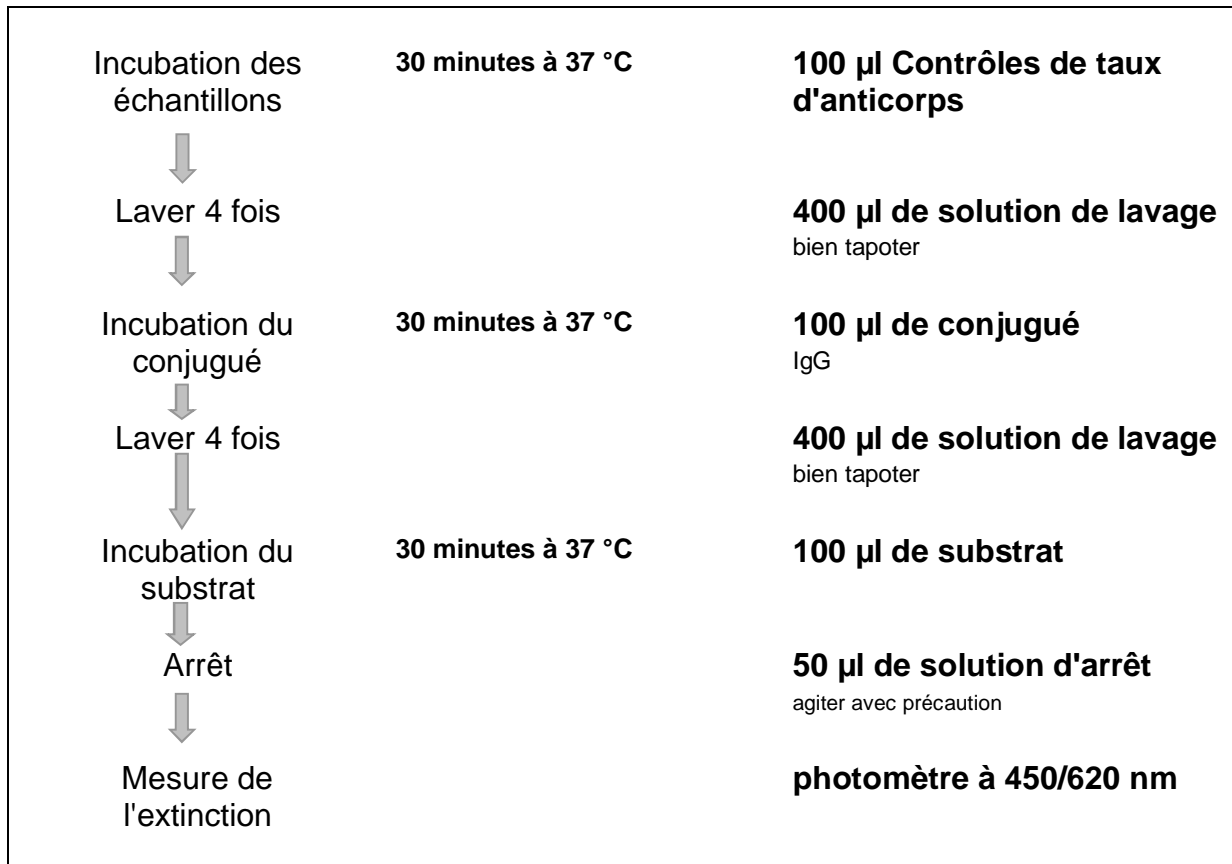 Incubation des
échantillons
30 minutes à 37 °C
100 µl Contrôles de taux
d'anticorps
Laver 4 fois
400 µl de solution de lavage
bien tapoter
Incubation du
conjugué
30 minutes à 37 °C
100 µl de conjugué
IgG
Laver 4 fois
400 µl de solution de lavage
bien tapoter
Incubation du
substrat
30 minutes à 37 °C
100 µl de substrat
Arrêt
50 µl de solution d'arrêt
agiter avec précaution
Mesure de
l'extinction
photomètre à 450/620 nm